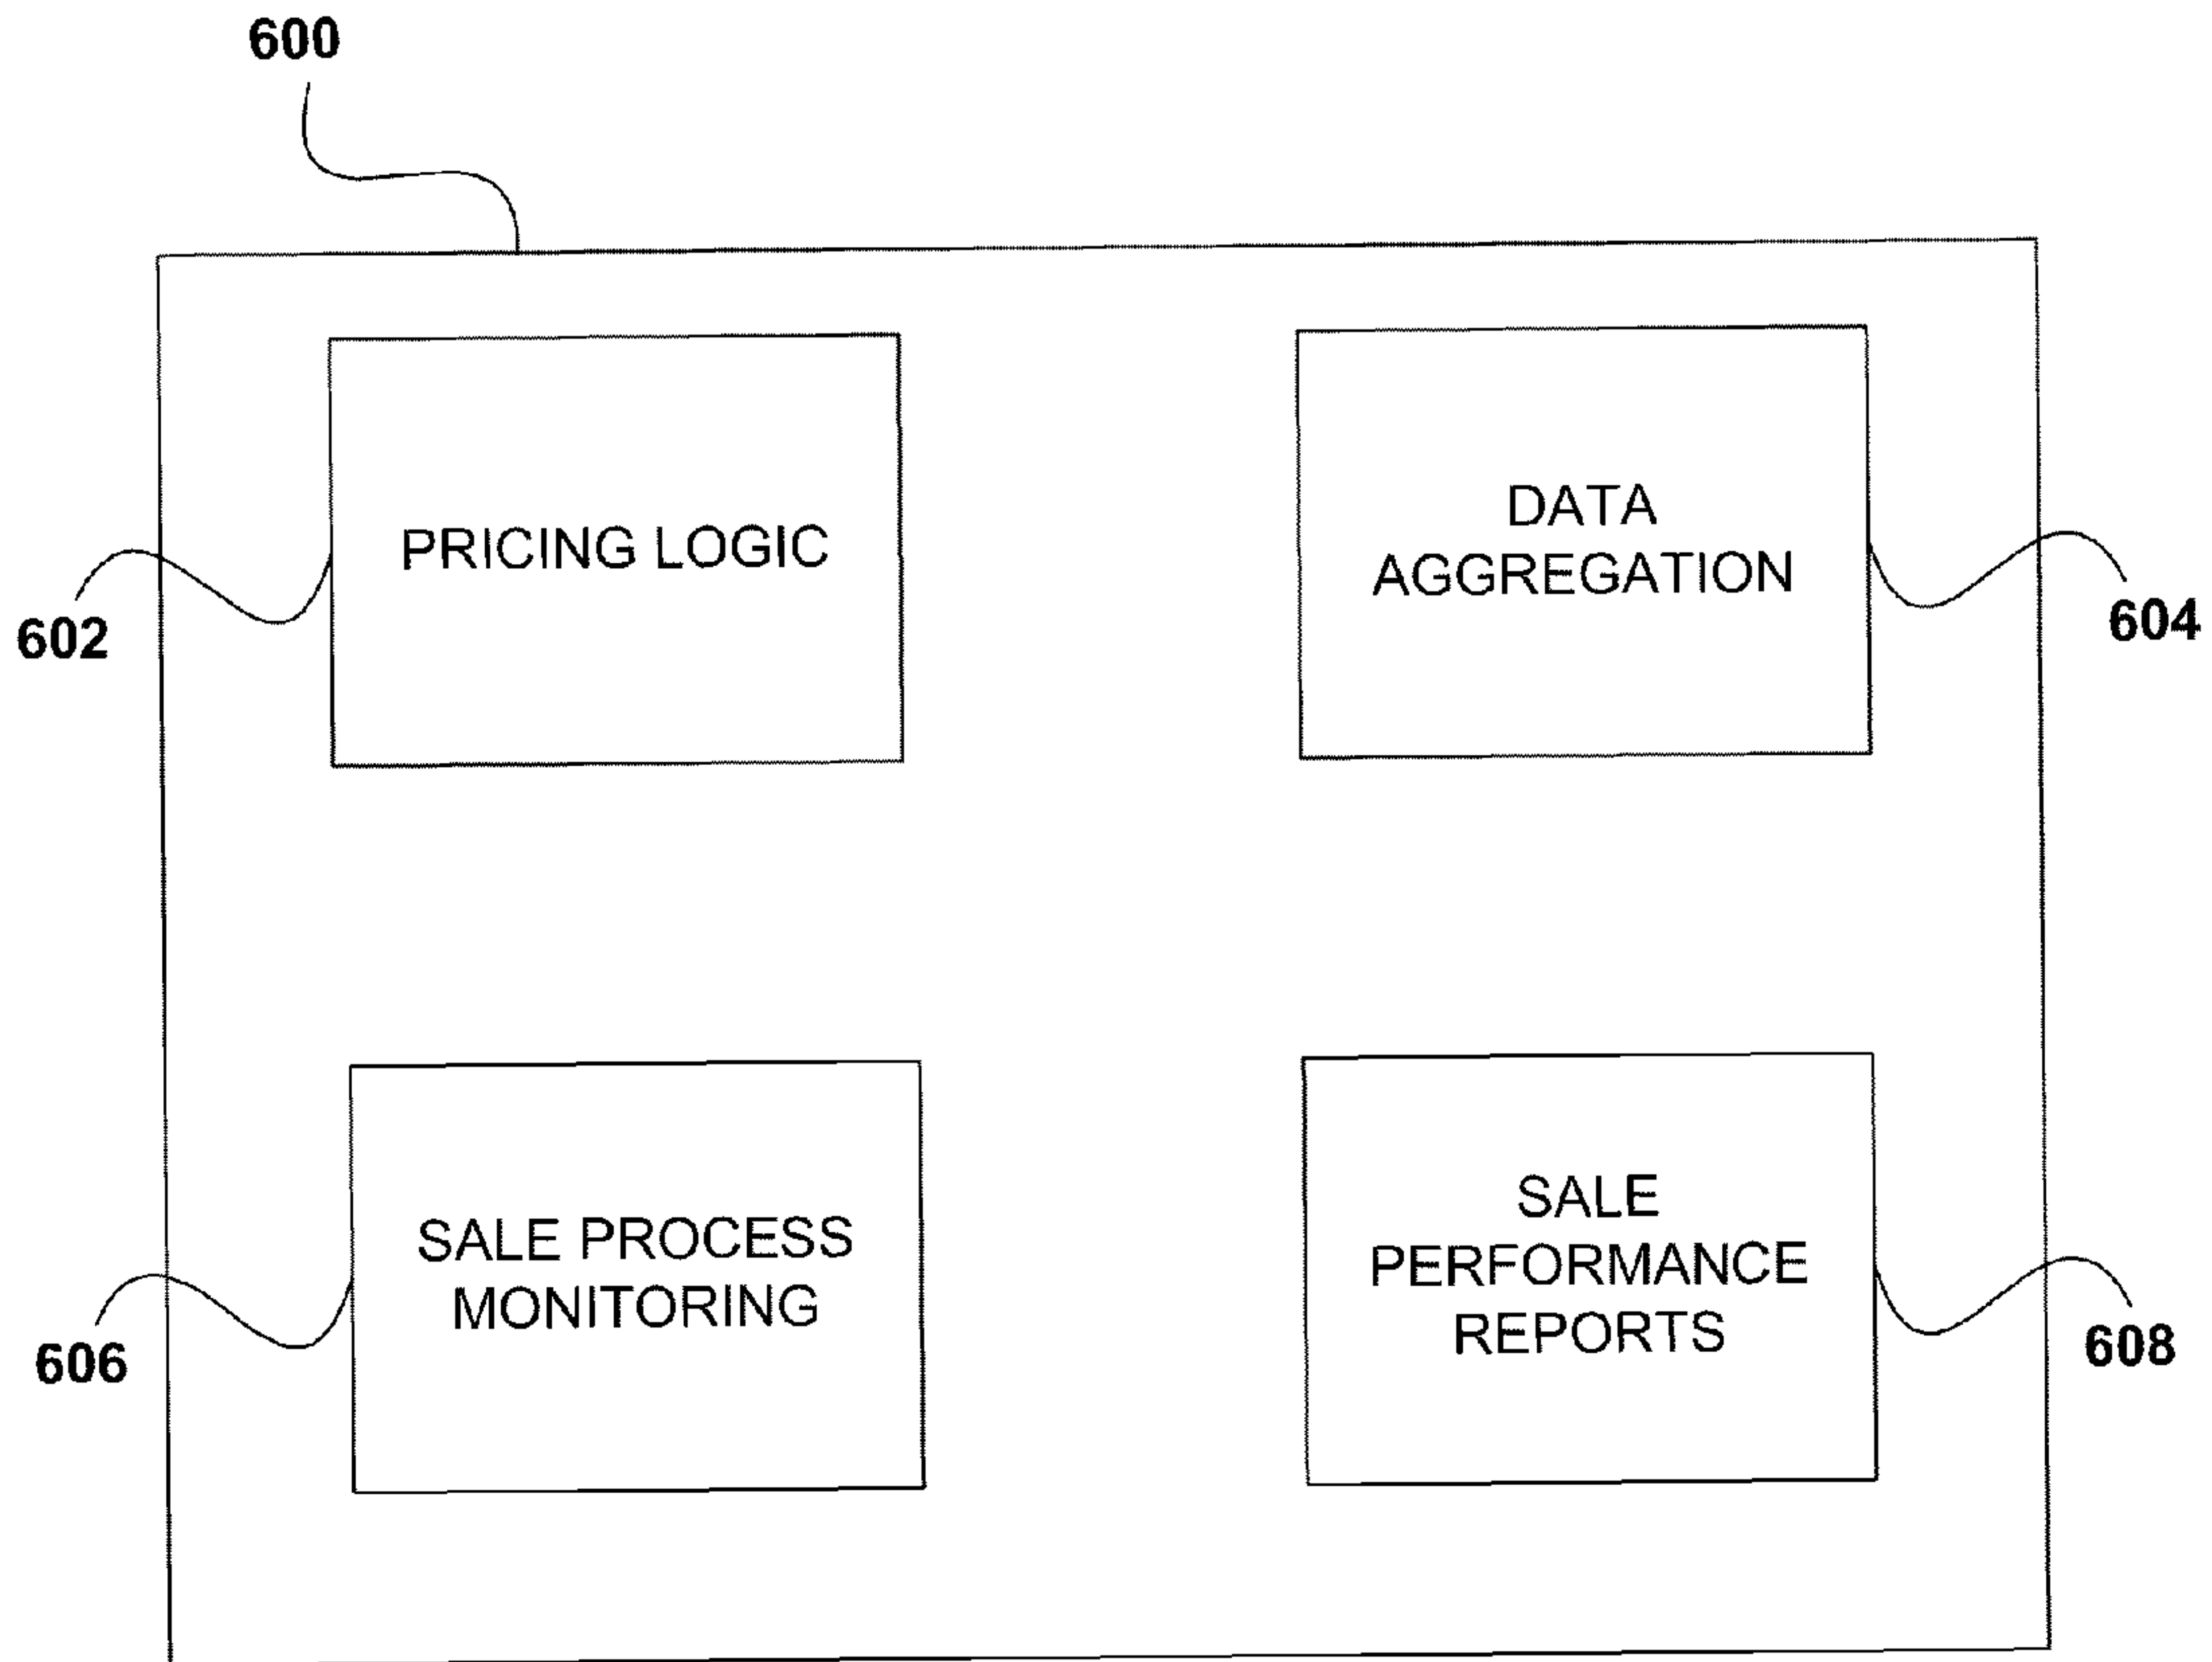 600
PRICING LOGIC
602
DATA
AGGREGATION
604
SALE PROCESS
MONITORING
606
SALE
PERFORMANCE
REPORTS
608